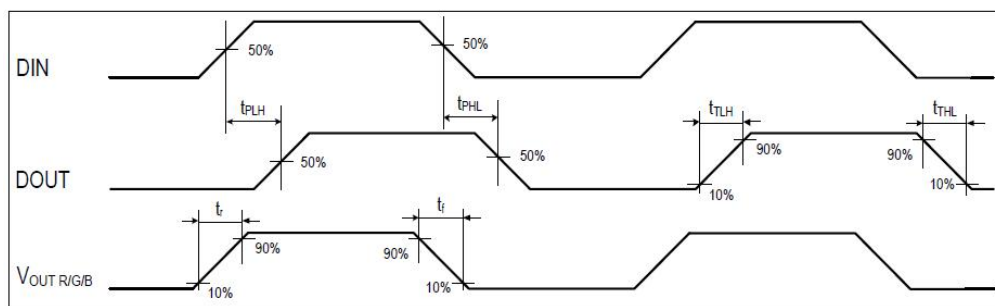 DIN
50%
50%
tPLH
tPHL
tTLH
tTHL
DOUT
50%
50%
90%
90%
10%
10%
tr
tf
VOUT R/G/B
90%
90%
10%
10%